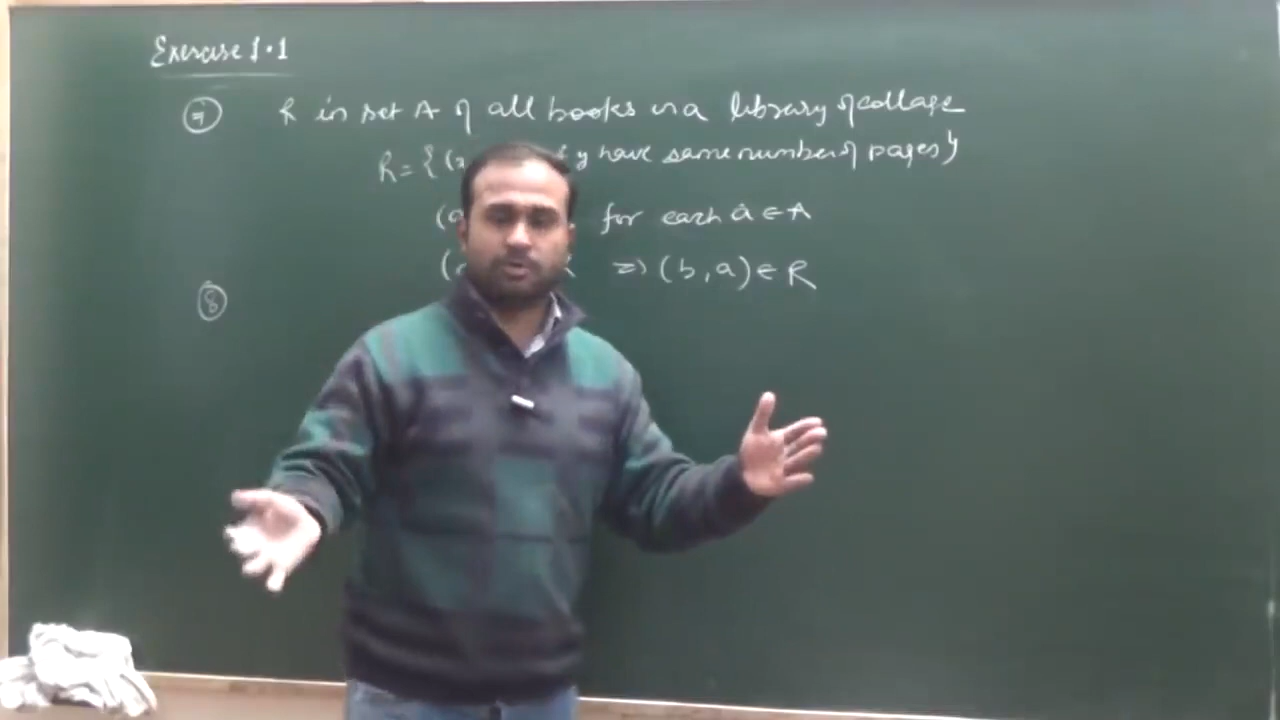 Exercise 1.1
⑦ R in set A of all books in a library of collage
R = {(x y have same number of pages}
(a for each a ∈ A
( ⇒ (b, a) ∈ R
⑧